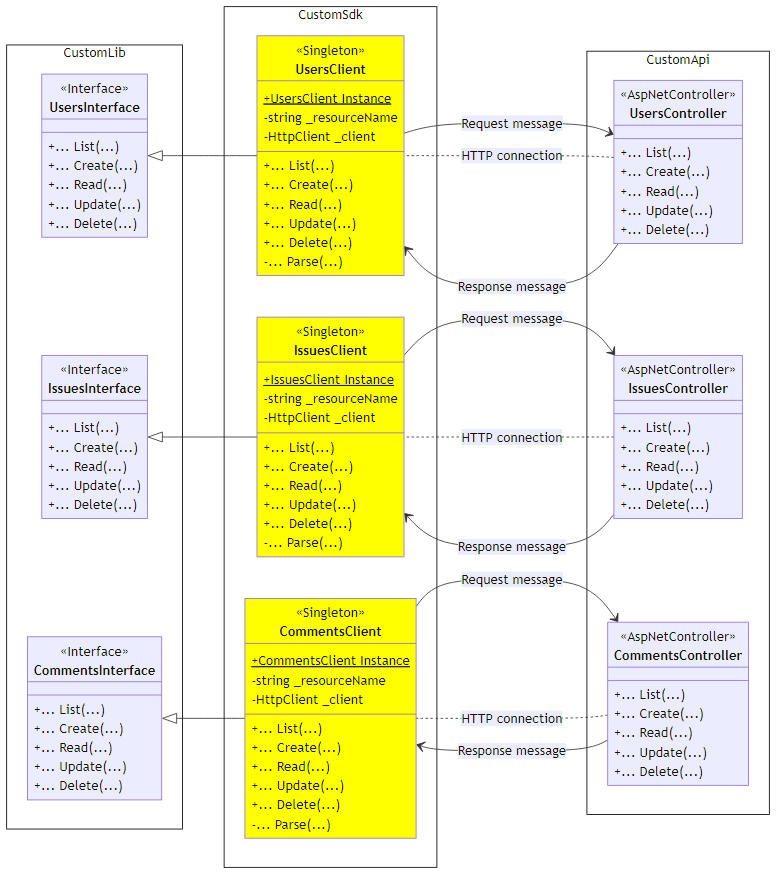 CustomSdk
CustomLib
CustomApi
«Interface»
UsersInterface
+... List(...)
+... Create(...)
+... Read(...)
+... Update(...)
+... Delete(...)
«Singleton»
UsersClient
+UsersClient Instance
-string _resourceName
-HttpClient _client
+... List(...)
+... Create(...)
+... Read(...)
+... Update(...)
+... Delete(...)
-... Parse(...)
Request message
HTTP connection
Response message
«AspNetController»
UsersController
+... List(...)
+... Create(...)
+... Read(...)
+... Update(...)
+... Delete(...)
«Interface»
IssuesInterface
+... List(...)
+... Create(...)
+... Read(...)
+... Update(...)
+... Delete(...)
«Singleton»
IssuesClient
+IssuesClient Instance
-string _resourceName
-HttpClient _client
+... List(...)
+... Create(...)
+... Read(...)
+... Update(...)
+... Delete(...)
-... Parse(...)
Request message
HTTP connection
Response message
«AspNetController»
IssuesController
+... List(...)
+... Create(...)
+... Read(...)
+... Update(...)
+... Delete(...)
«Interface»
CommentsInterface
+... List(...)
+... Create(...)
+... Read(...)
+... Update(...)
+... Delete(...)
«Singleton»
CommentsClient
+CommentsClient Instance
-string _resourceName
-HttpClient _client
+... List(...)
+... Create(...)
+... Read(...)
+... Update(...)
+... Delete(...)
-... Parse(...)
Request message
HTTP connection
Response message
«AspNetController»
CommentsController
+... List(...)
+... Create(...)
+... Read(...)
+... Update(...)
+... Delete(...)